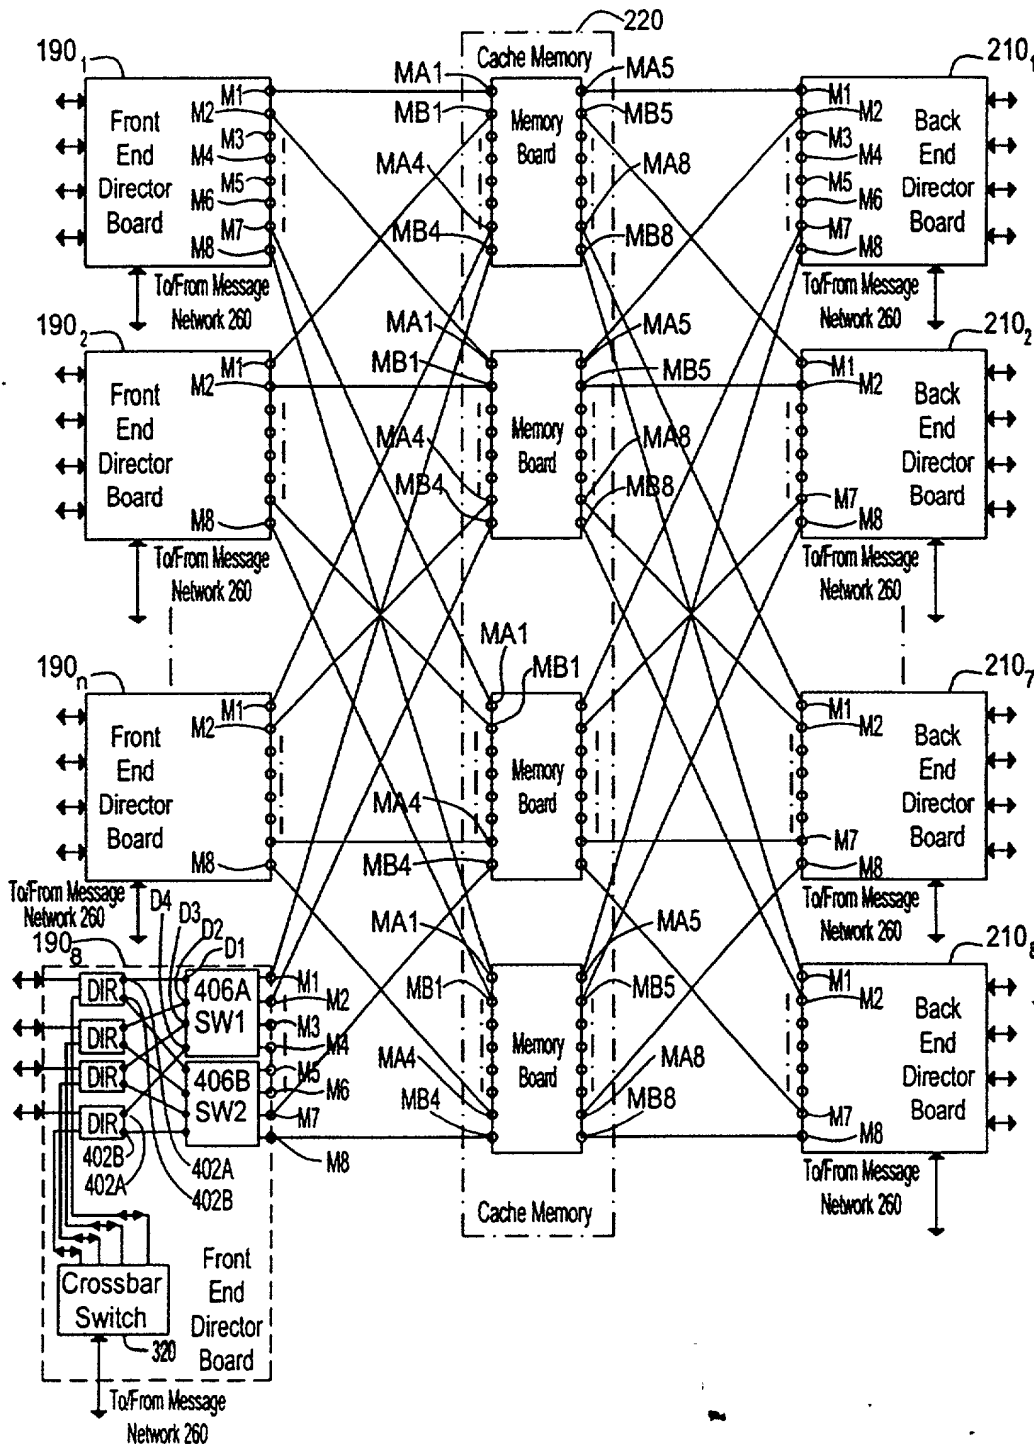 220
Cache Memory
190 1
Front
End
Director
Board
M1
M2
M3
M4
M5
M6
M7
M8
To/From Message
Network 260
MA1
MB1
MA4
MB4
Memory
Board
MA5
MB5
MA8
MB8
210 1
M1
M2
M3
M4
M5
M6
M7
M8
Back
End
Director
Board
To/From Message
Network 260
190 2
Front
End
Director
Board
M1
M2
M8
To/From Message
Network 260
MA1
MB1
MA4
MB4
Memory
Board
MA5
MB5
MA8
MB8
210 2
M1
M2
M7
M8
Back
End
Director
Board
To/From Message
Network 260
190 n
Front
End
Director
Board
M1
M2
M8
To/From Message
Network 260
MA1
MB1
MA4
MB4
Memory
Board
210 7
M1
M2
M7
M8
Back
End
Director
Board
To/From Message
Network 260
190 8
D4
D3
D2
D1
DIR
DIR
DIR
DIR
406A
SW1
406B
SW2
M1
M2
M3
M4
M5
M6
M7
M8
402B
402A
402A
402B
Crossbar
Switch
320
Front
End
Director
Board
To/From Message
Network 260
MA1
MB1
MA4
MB4
Memory
Board
MA5
MB5
MA8
MB8
Cache Memory
210 8
M1
M2
M7
M8
Back
End
Director
Board
To/From Message
Network 260